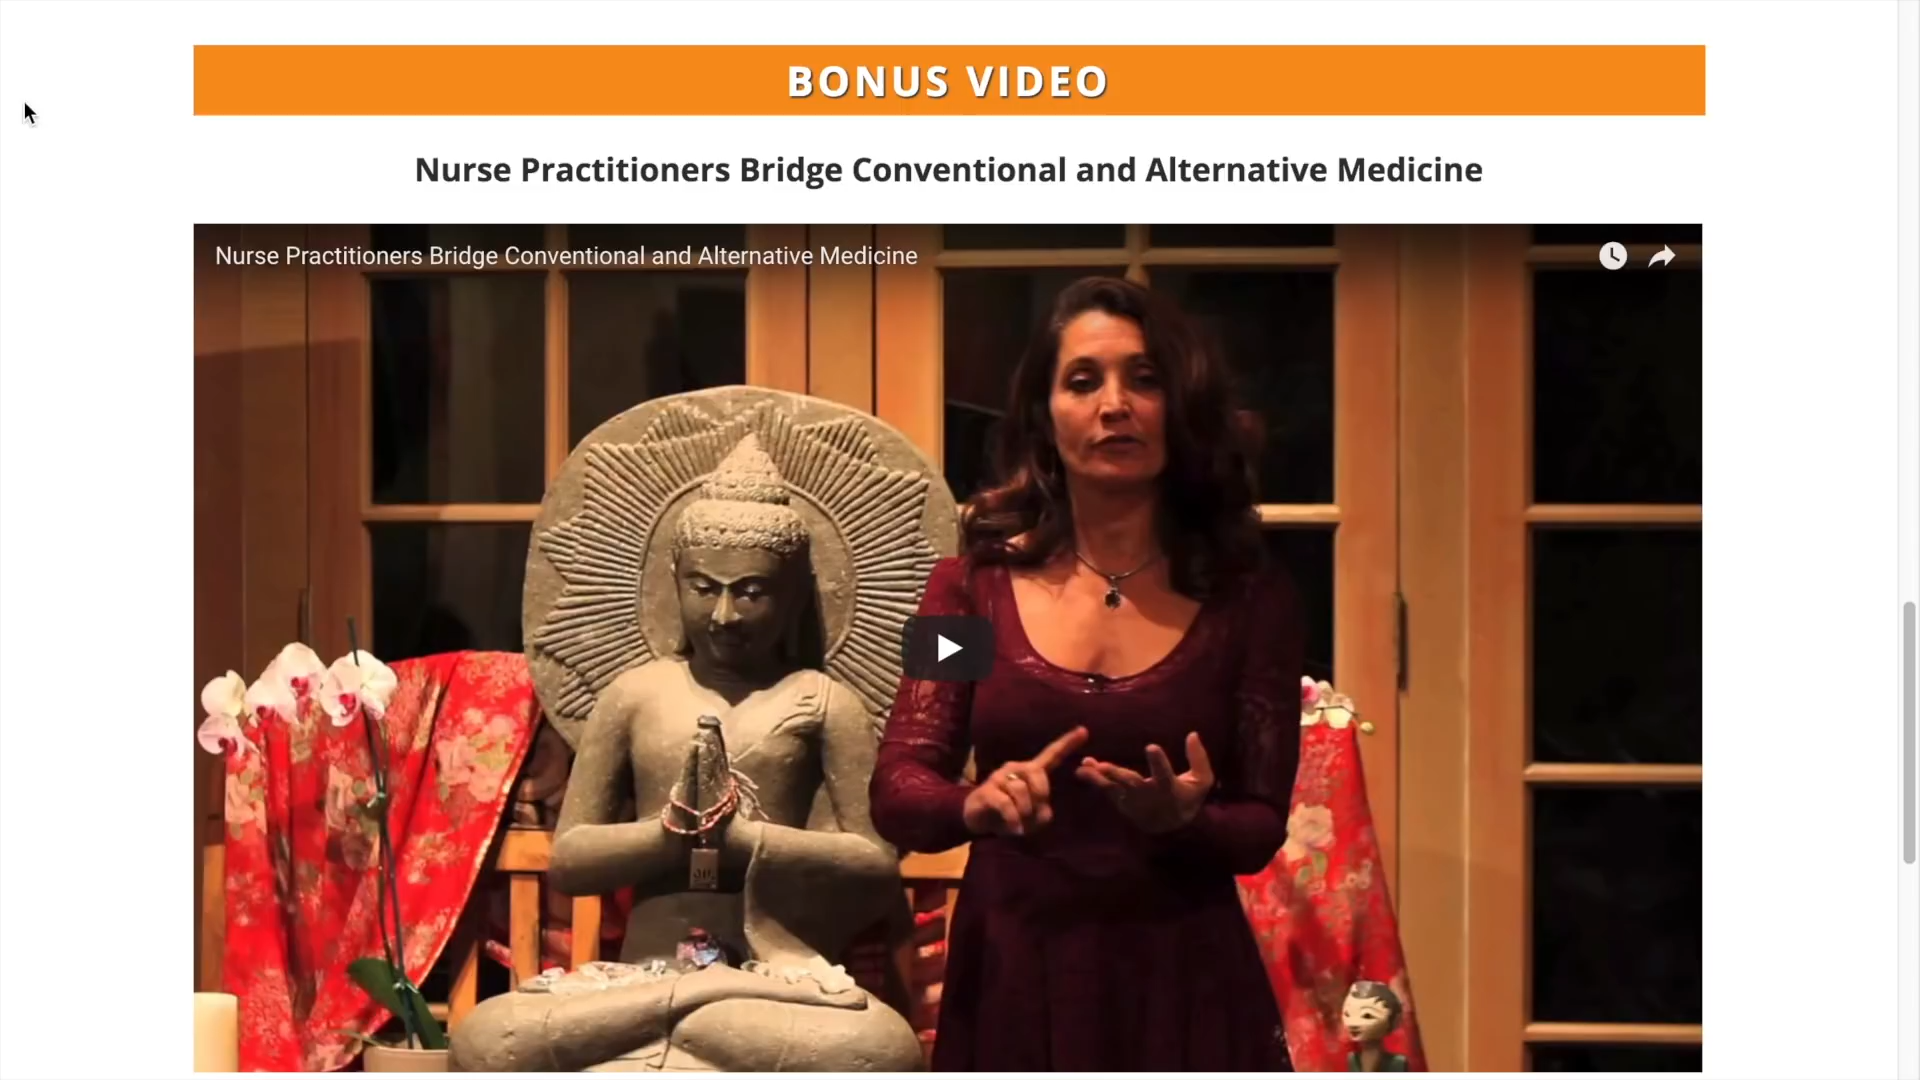 BONUS VIDEO
Nurse Practitioners Bridge Conventional and Alternative Medicine
Nurse Practitioners Bridge Conventional and Alternative Medicine